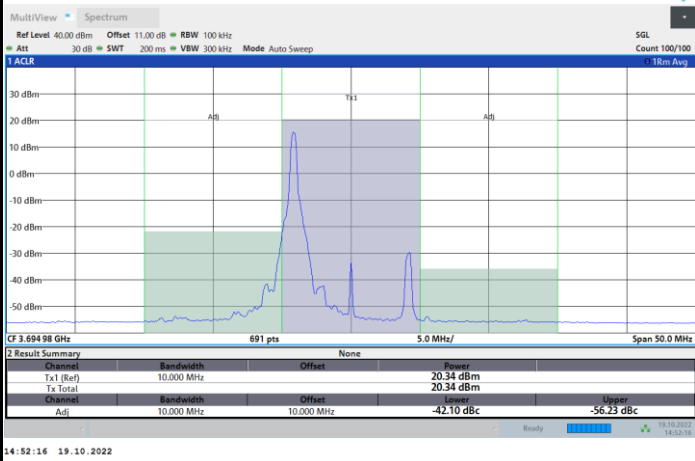 MultiView Spectrum
Ref Level 40.00 dBm Offset 11.00 dB RBW 100 kHz SGL
Att 30 dB SWT 200 ms VBW 300 kHz Mode Auto Sweep Count 100/100
1 ACLR 1Rm Avg
30 dBm
Tx1
20 dBm Adj Adj
10 dBm
0 dBm
-10 dBm
-20 dBm
-30 dBm
-40 dBm
-50 dBm
CF 3.69498 GHz 691 pts 5.0 MHz/ Span 50.0 MHz
2 Result Summary None
Channel Bandwidth Offset Power
Tx1 (Ref) 10.000 MHz 20.34 dBm
Tx Total 20.34 dBm
Channel Bandwidth Offset Lower Upper
Adj 10.000 MHz 10.000 MHz -42.10 dBc -56.23 dBc
Ready 19.10.2022
14:52:16
14:52:16 19.10.2022